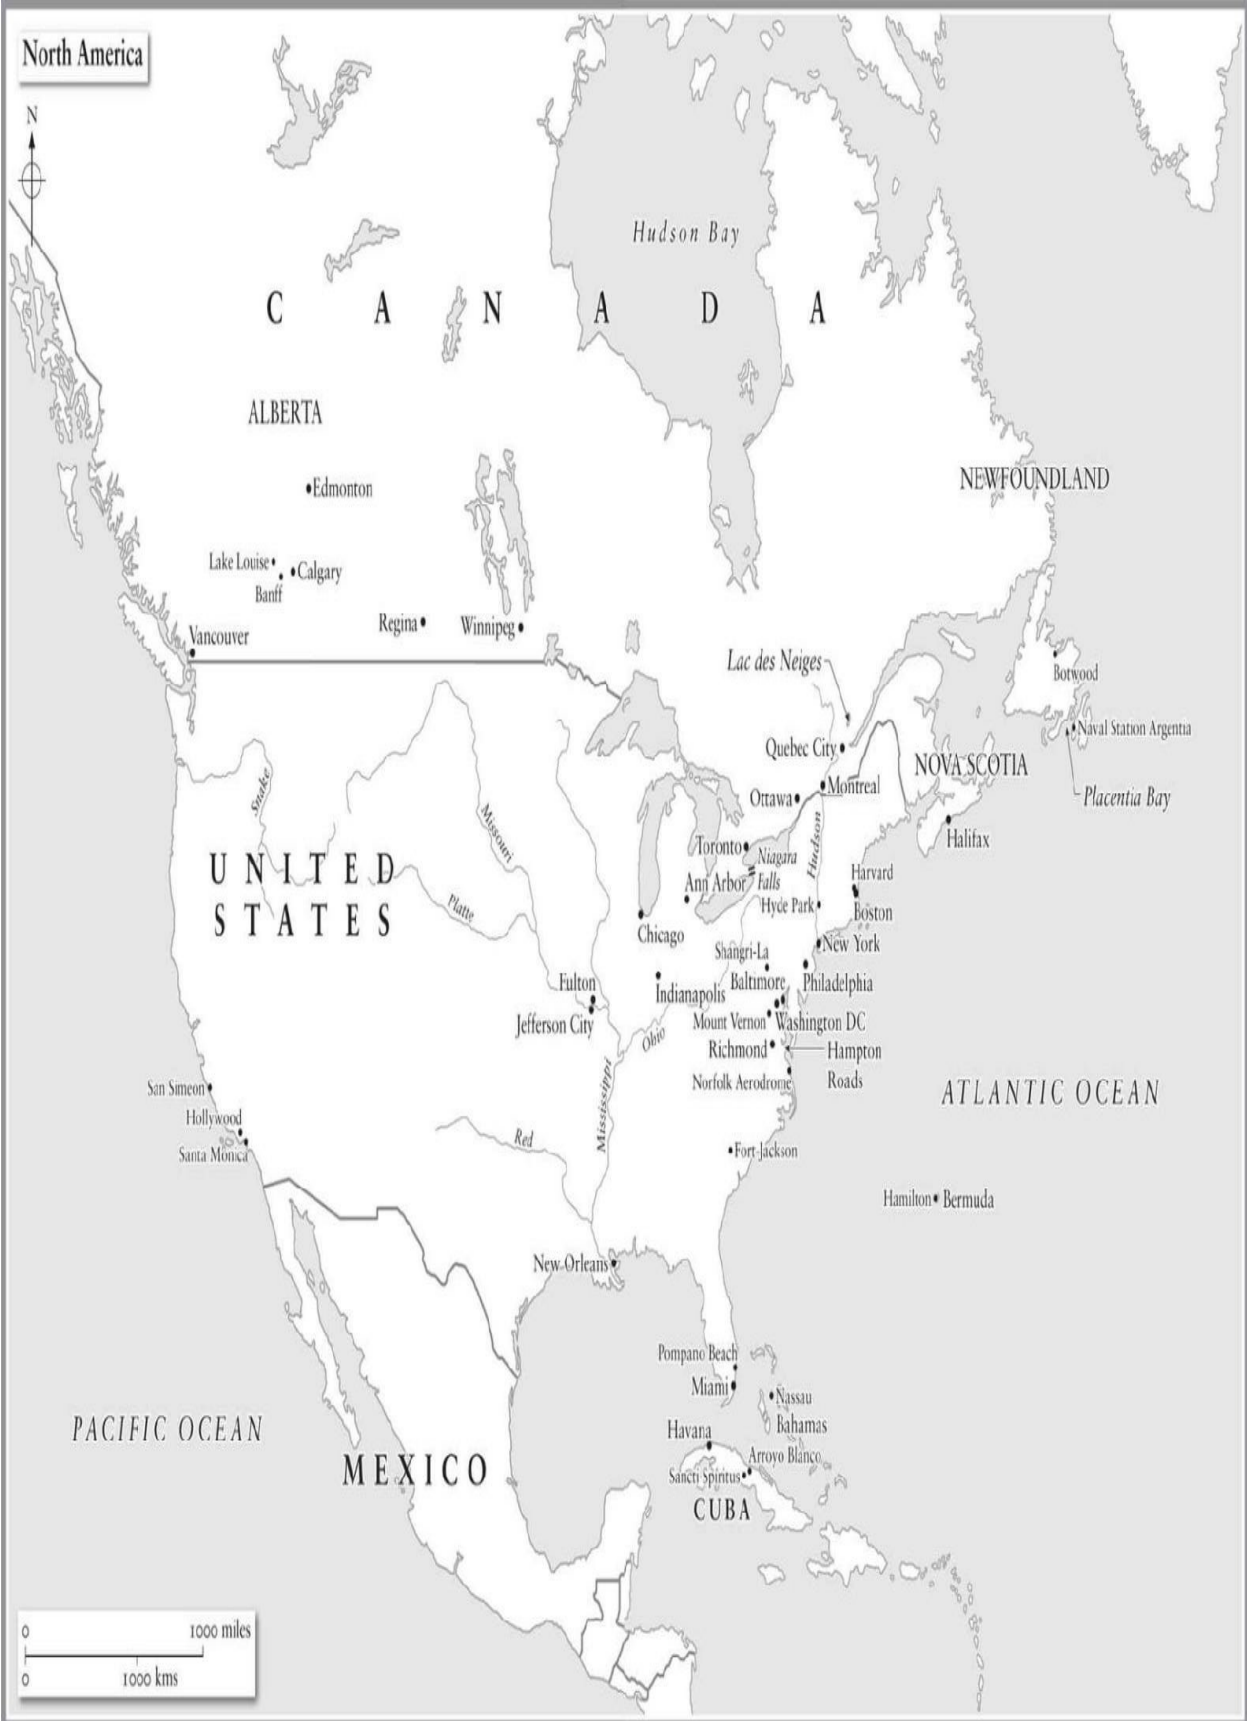 North America
N
Hudson Bay
C A N A D A
ALBERTA
Edmonton
NEWFOUNDLAND
Lake Louise
Calgary
Banff
Regina
Winnipeg
Vancouver
Lac des Neiges
Botwood
Naval Station Argentia
Quebec City
NOVA SCOTIA
Montreal
Ottawa
Placentia Bay
Snake
Missouri
Hudson
Halifax
Toronto
Niagara
Falls
UNITED
STATES
Ann Arbor
Harvard
Platte
Hyde Park
Boston
Chicago
New York
Shangri-La
Fulton
Indianapolis
Baltimore
Philadelphia
Jefferson City
Mount Vernon
Washington DC
Ohio
Richmond
Hampton
Roads
Norfolk Aerodrome
San Simeon
ATLANTIC OCEAN
Hollywood
Mississippi
Red
Santa Monica
Fort Jackson
Hamilton
Bermuda
New Orleans
Pompano Beach
Miami
Nassau
Bahamas
PACIFIC OCEAN
Havana
Arroyo Blanco
MEXICO
Sancti Spiritus
CUBA
0 1000 miles
0 1000 kms